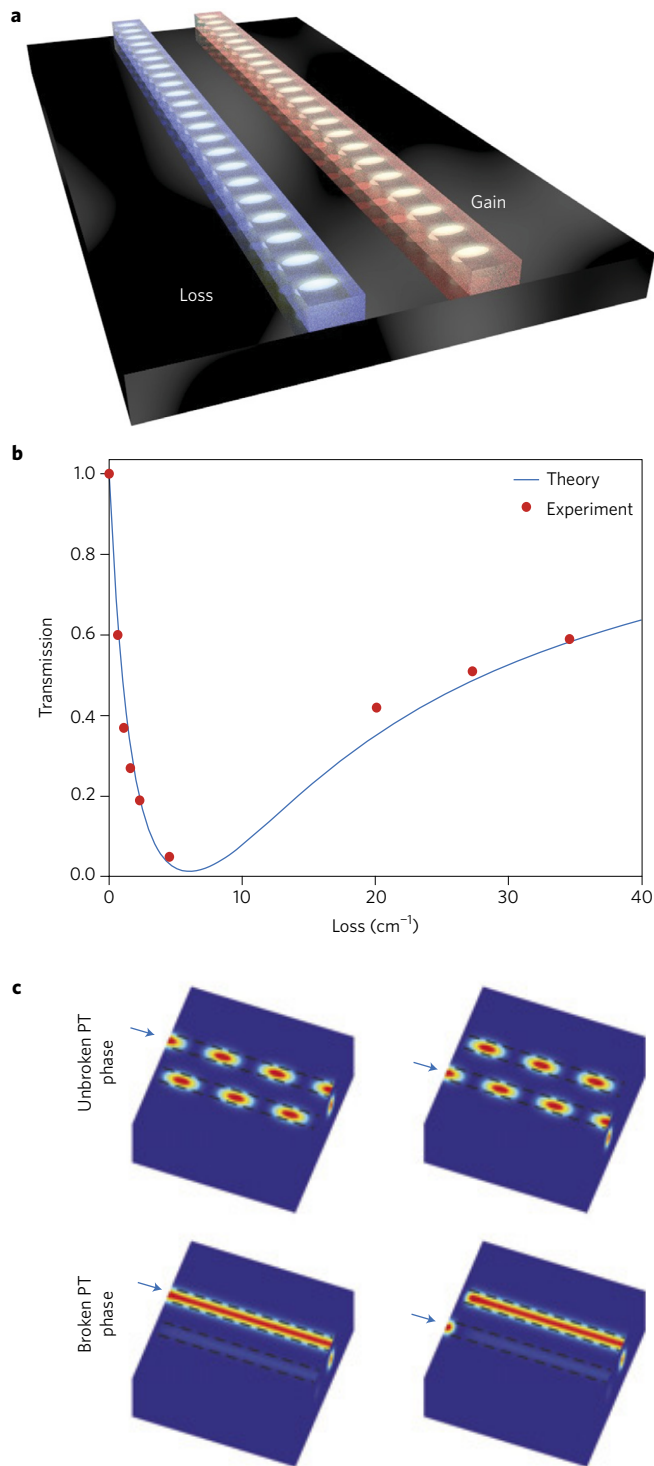 a
Gain
Loss
b
1.0
0.8
0.6
0.4
0.2
0.0
Transmission
Theory
Experiment
0
10
20
30
40
Loss (cm⁻¹)
c
Unbroken PT
phase
Broken PT
phase